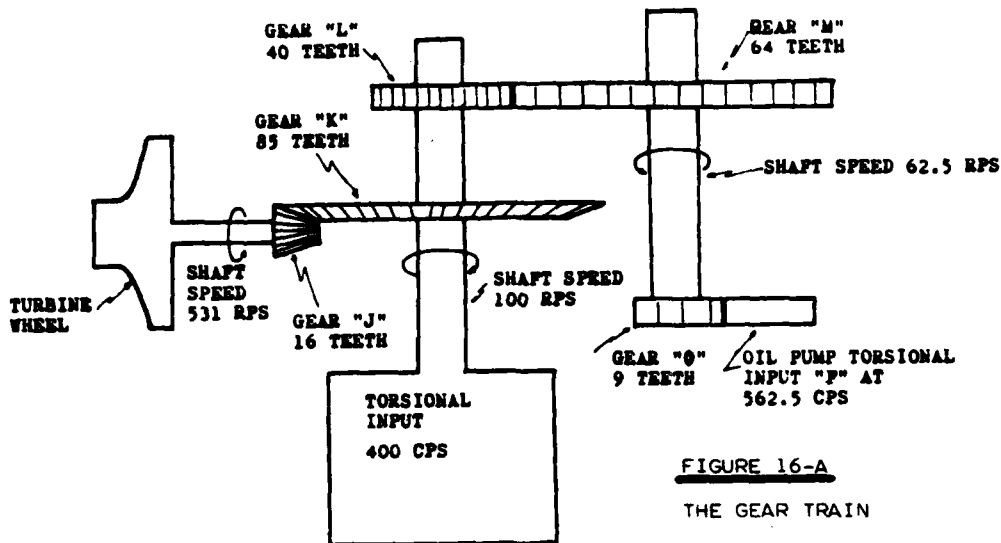 GEAR "L"
40 TEETH
GEAR "M"
64 TEETH
GEAR "K"
85 TEETH
SHAFT SPEED 62.5 RPS
SHAFT
SPEED
531 RPS
TURBINE
WHEEL
GEAR "J"
16 TEETH
SHAFT SPEED
100 RPS
GEAR "O"
9 TEETH
OIL PUMP TORSIONAL
INPUT "P" AT
562.5 CPS
TORSIONAL
INPUT
400 CPS
FIGURE 16-A
THE GEAR TRAIN